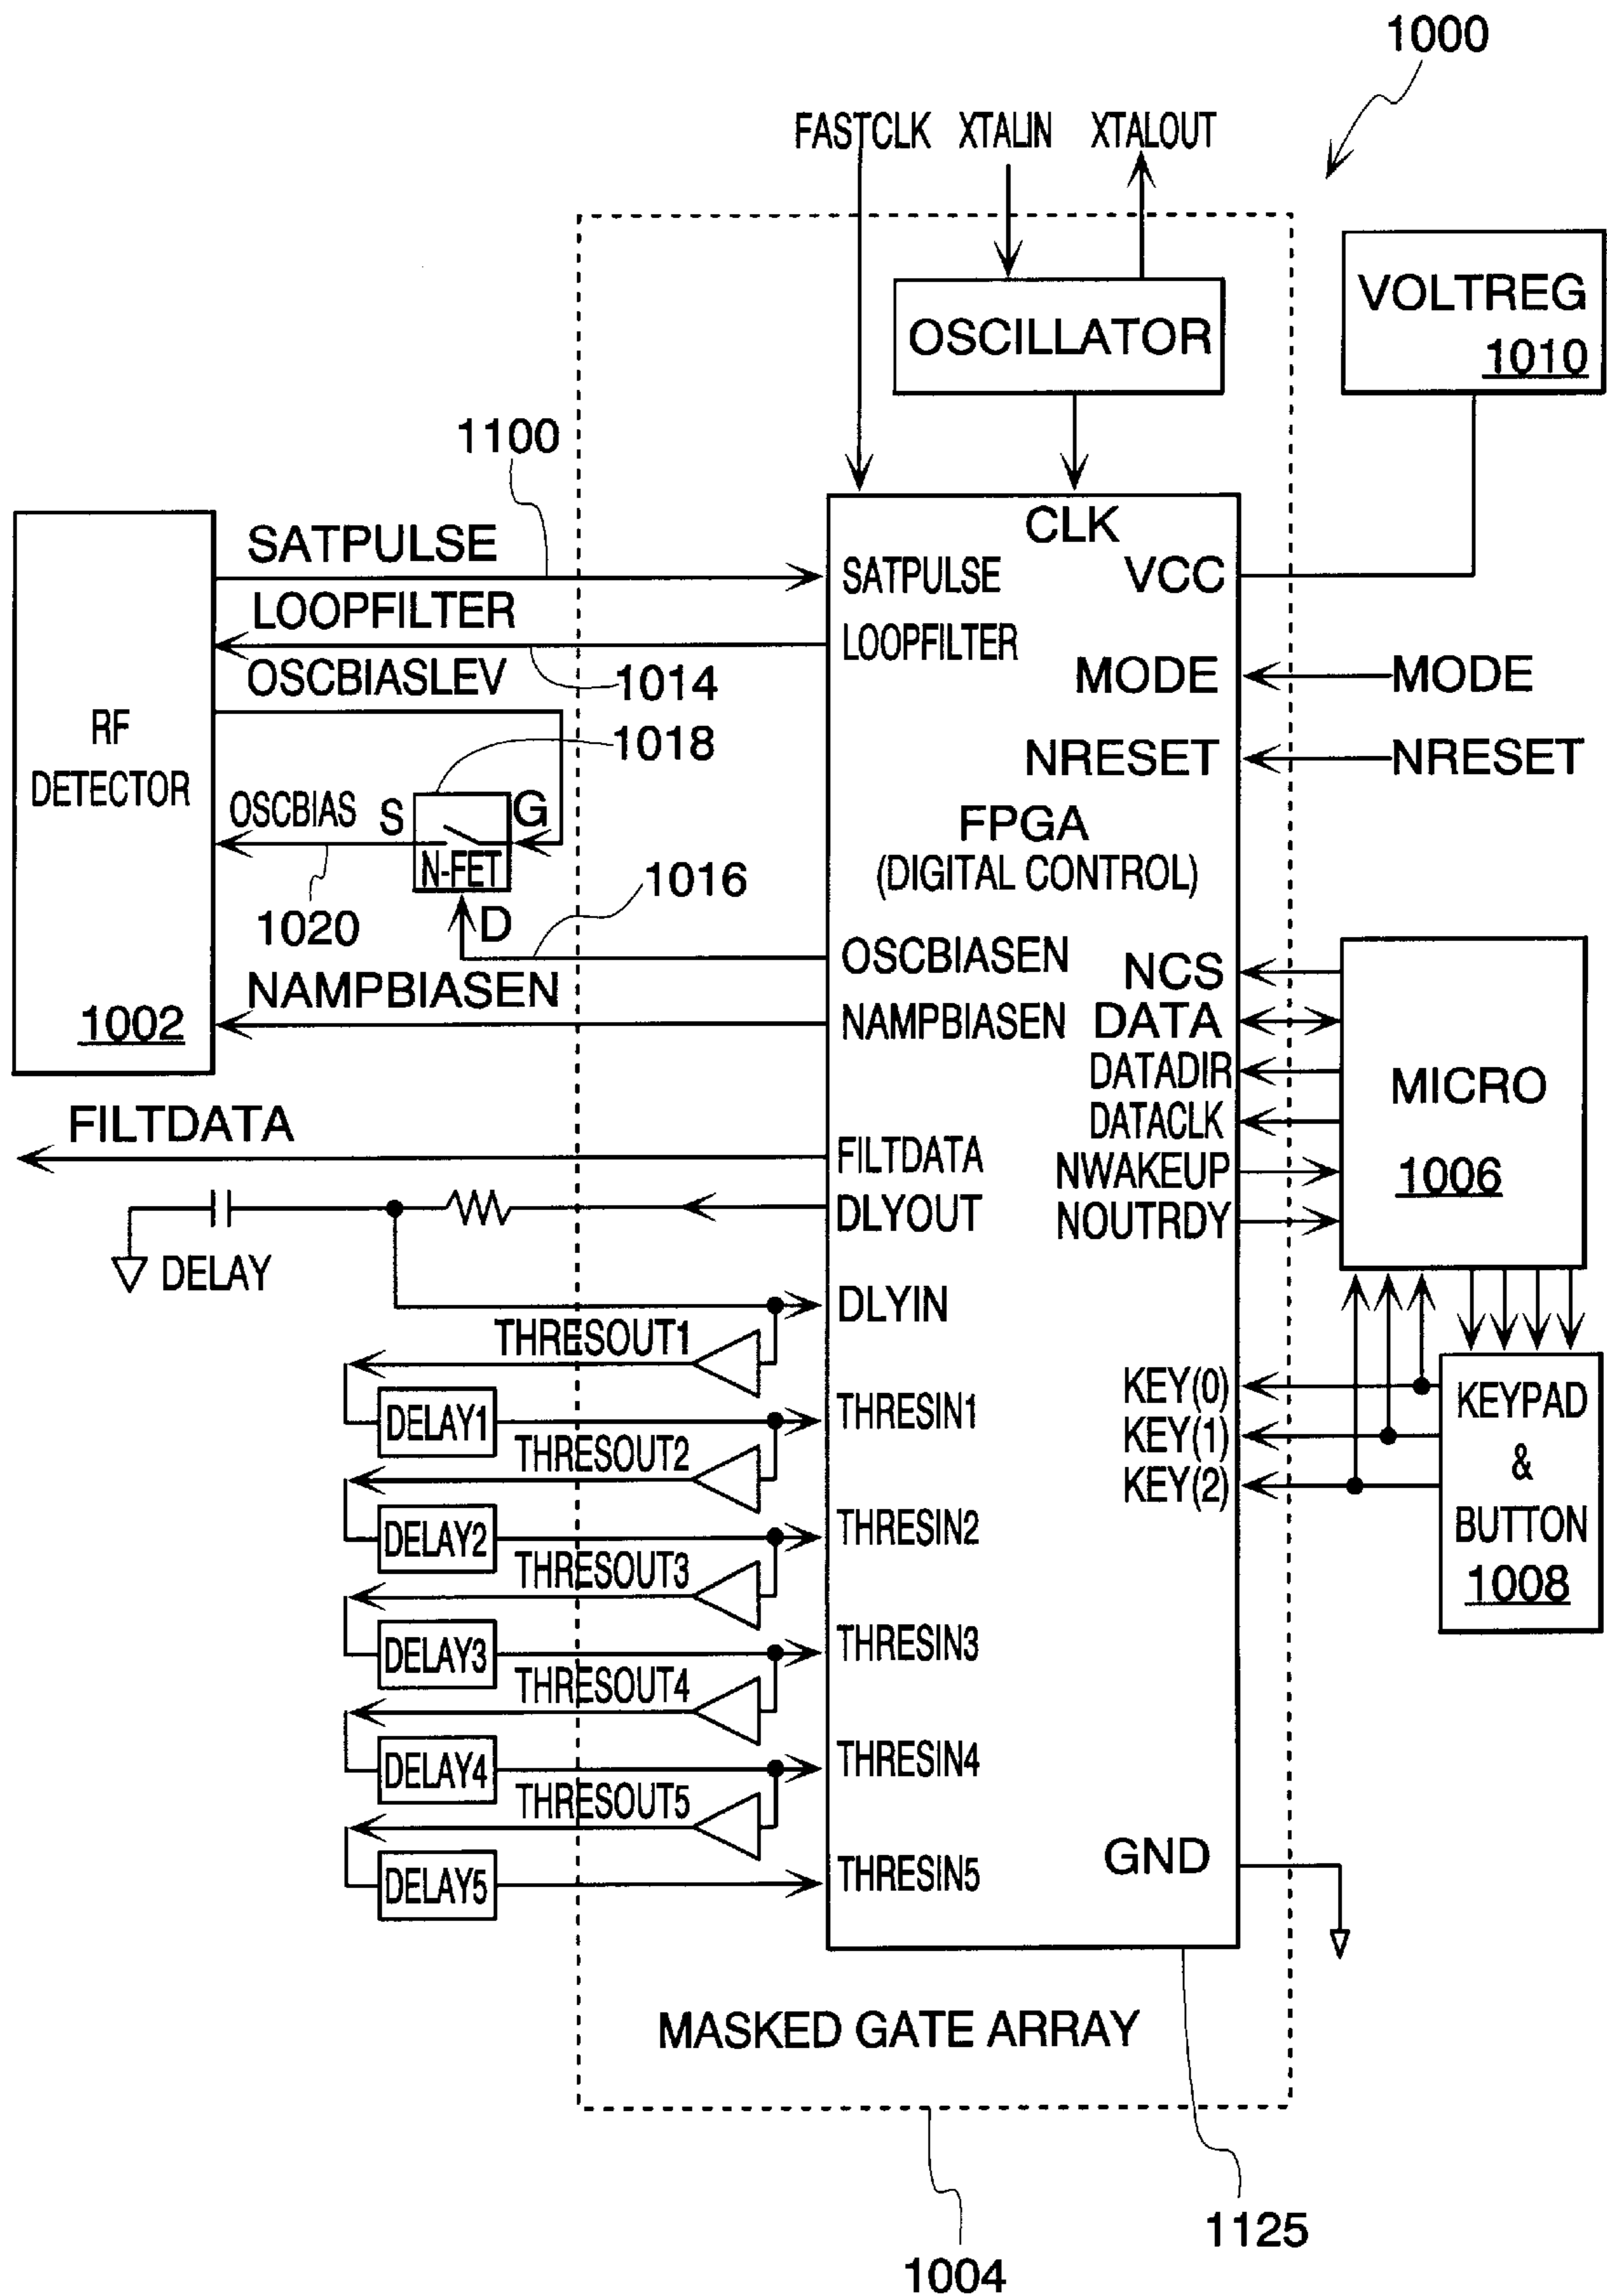 1000
FASTCLK XTALIN XTALOUT
OSCILLATOR
VOLTREG
1010
1100
CLK
SATPULSE
SATPULSE
VCC
LOOPFILTER
LOOPFILTER
1014
OSCBIASLEV
MODE
MODE
RF
DETECTOR
1018
NRESET
NRESET
OSCBIAS
S
G
N-FET
FPGA
(DIGITAL CONTROL)
1020
D
1016
OSCBIASEN
NCS
NAMPBIASEN
1002
NAMPBIASEN
DATA
DATADIR
DATACLK
MICRO
1006
FILTDATA
FILTDATA
NWAKEUP
DLYOUT
NOUTRDY
DELAY
DLYIN
THRESOUT1
DELAY1
THRESIN1
KEY(0)
KEY(1)
KEY(2)
KEYPAD
&
BUTTON
1008
THRESOUT2
DELAY2
THRESIN2
THRESOUT3
DELAY3
THRESIN3
THRESOUT4
DELAY4
THRESIN4
THRESOUT5
DELAY5
THRESIN5
GND
MASKED GATE ARRAY
1125
1004